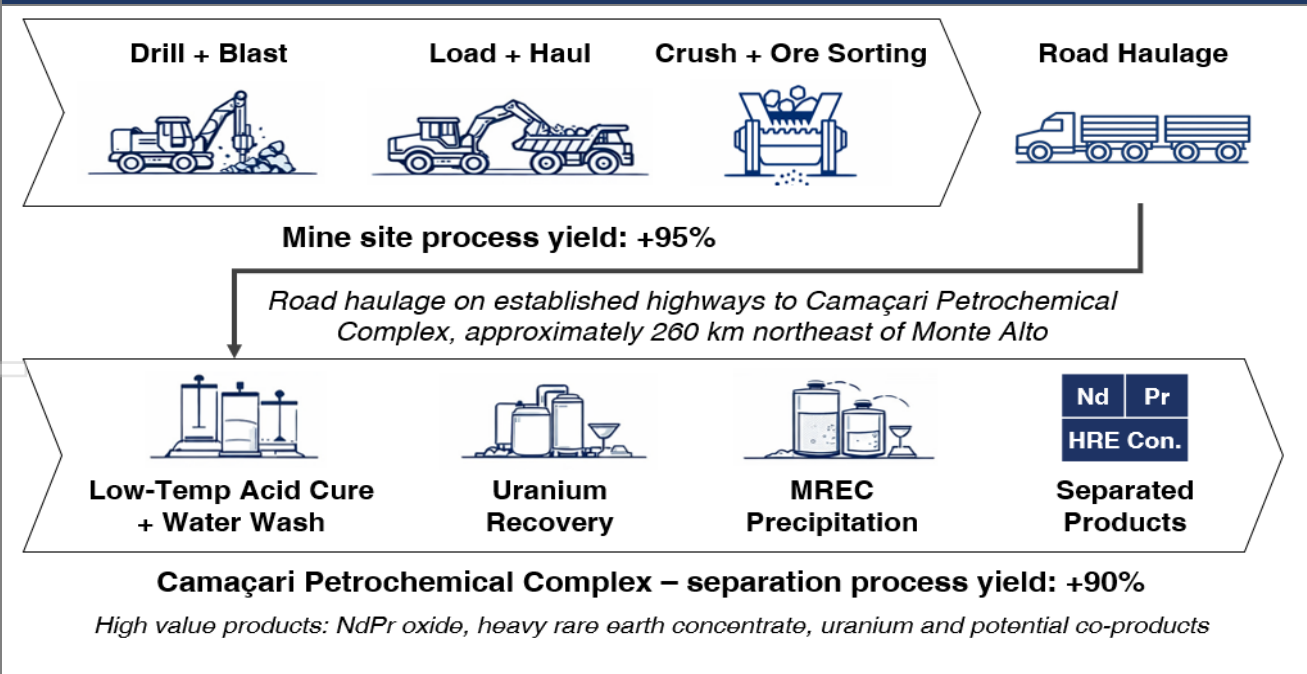 Drill + Blast
Load + Haul
Crush + Ore Sorting
Road Haulage
Mine site process yield: +95%
Road haulage on established highways to Camaçari Petrochemical
Complex, approximately 260 km northeast of Monte Alto
Nd
Pr
HRE Con.
Low-Temp Acid Cure
+ Water Wash
Uranium
Recovery
MREC
Precipitation
Separated
Products
Camaçari Petrochemical Complex – separation process yield: +90%
High value products: NdPr oxide, heavy rare earth concentrate, uranium and potential co-products